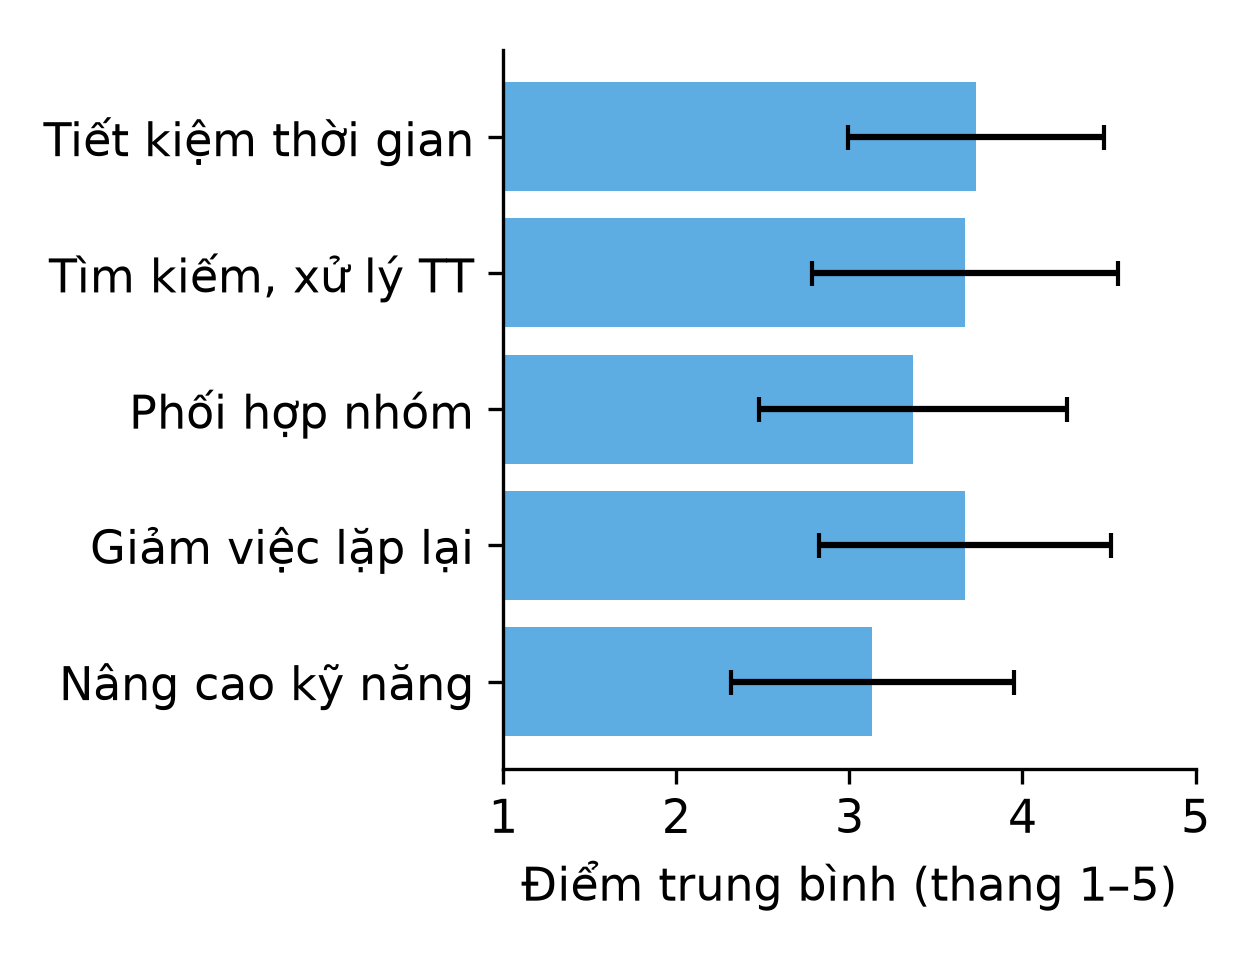 Tiết kiệm thời gian
Tìm kiếm, xử lý TT
Phối hợp nhóm
Giảm việc lặp lại
Nâng cao kỹ năng
1 2 3 4 5
Điểm trung bình (thang 1–5)